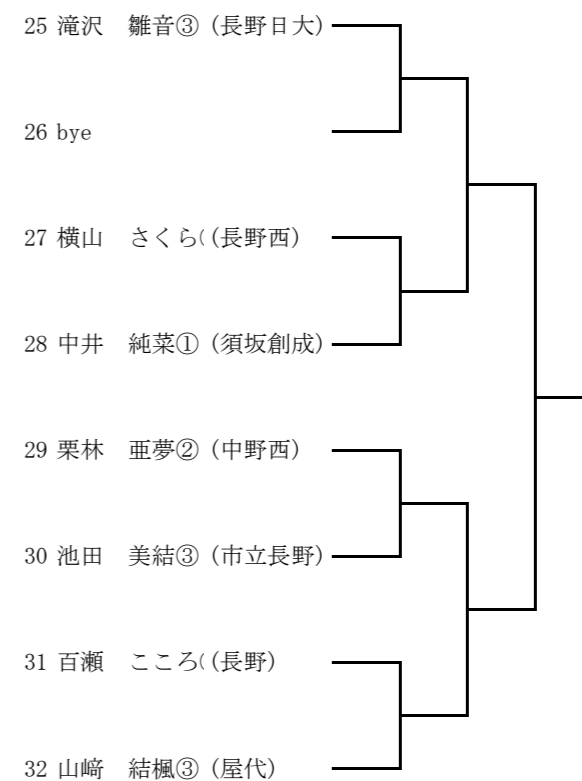 25 滝沢　雛音③ (長野日大)
26 bye
27 横山　さくら( (長野西)
28 中井　純菜① (須坂創成)
29 栗林　亜夢② (中野西)
30 池田　美結③ (市立長野)
31 百瀬　こころ( (長野)
32 山﨑　結楓③ (屋代)